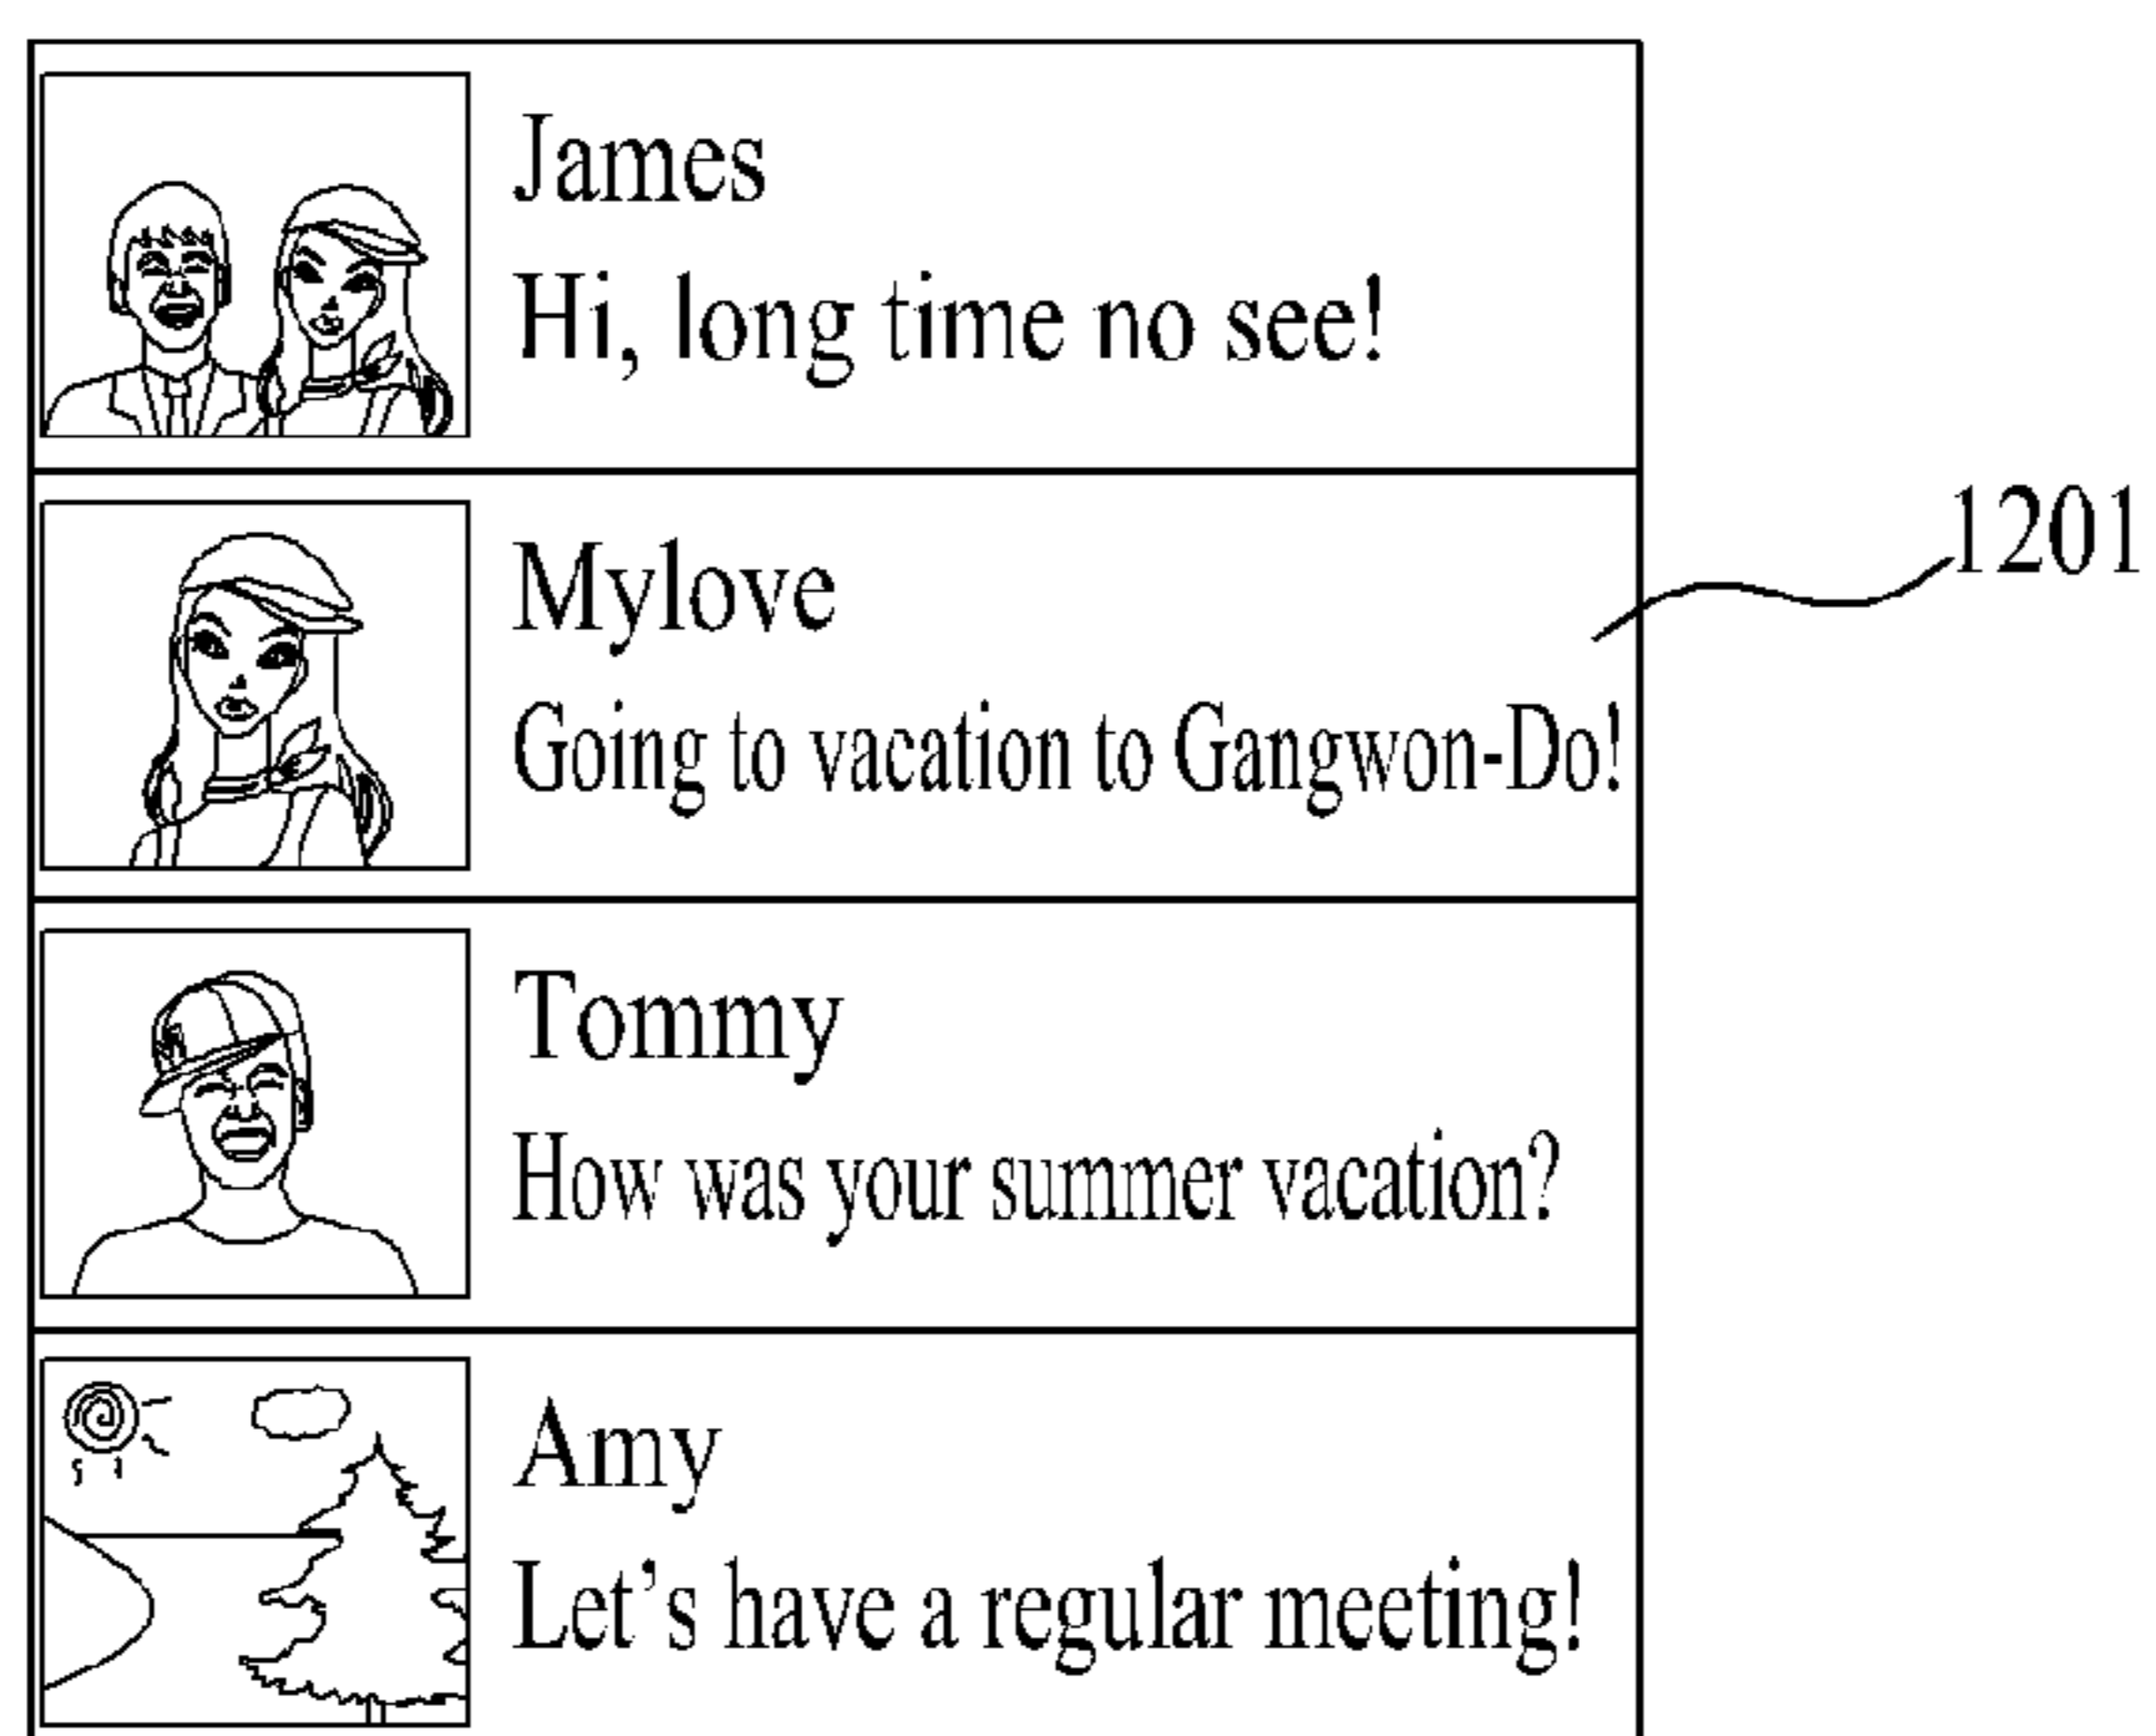 James
Hi, long time no see!
1201
Mylove
Going to vacation to Gangwon-Do!
Tommy
How was your summer vacation?
Amy
Let’s have a regular meeting!